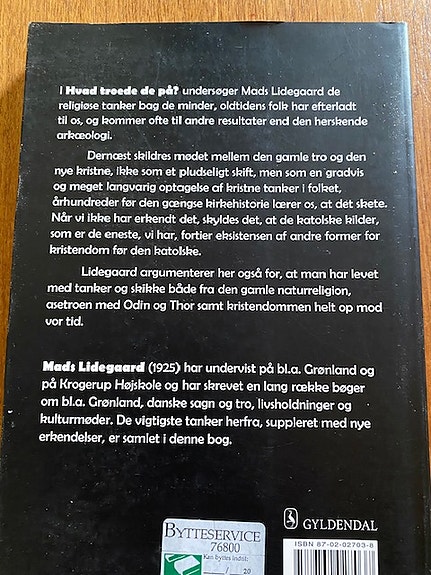 I Hvad troede de på? undersøger Mads Lidegaard de
religiøse tanker bag de minder, oldtidens folk har efterladt
til os, og kommer ofte til andre resultater end den herskende
arkæologi.
Dernæst skildres mødet mellem den gamle tro og den
nye kristne, ikke som et pludseligt skift, men som en gradvis
og meget langvarig optagelse af kristne tanker i folket,
århundreder før den gængse kirkehistorie lærer os, at det skete.
Når vi ikke har erkendt det, skyldes det, at de katolske kilder,
som er de eneste, vi har, fortier eksistensen af andre former for
kristendom før den katolske.
Lidegaard argumenterer her også for, at man har levet
med tanker og skikke både fra den gamle naturreligion,
asetroen med Odin og Thor samt kristendommen helt op mod
vor tid.
Mads Lidegaard (1925) har undervist på bl.a. Grønland og
på Krogerup Højskole og har skrevet en lang række bøger
om bl.a. Grønland, danske sagn og tro, livsholdninger og
kulturmøder. De vigtigste tanker herfra, suppleret med nye
erkendelser, er samlet i denne bog.
GYLDENDAL
ISBN 87-02-02703-8
BYTTESERVICE
76800
Kan byttes indtil:
/ 20